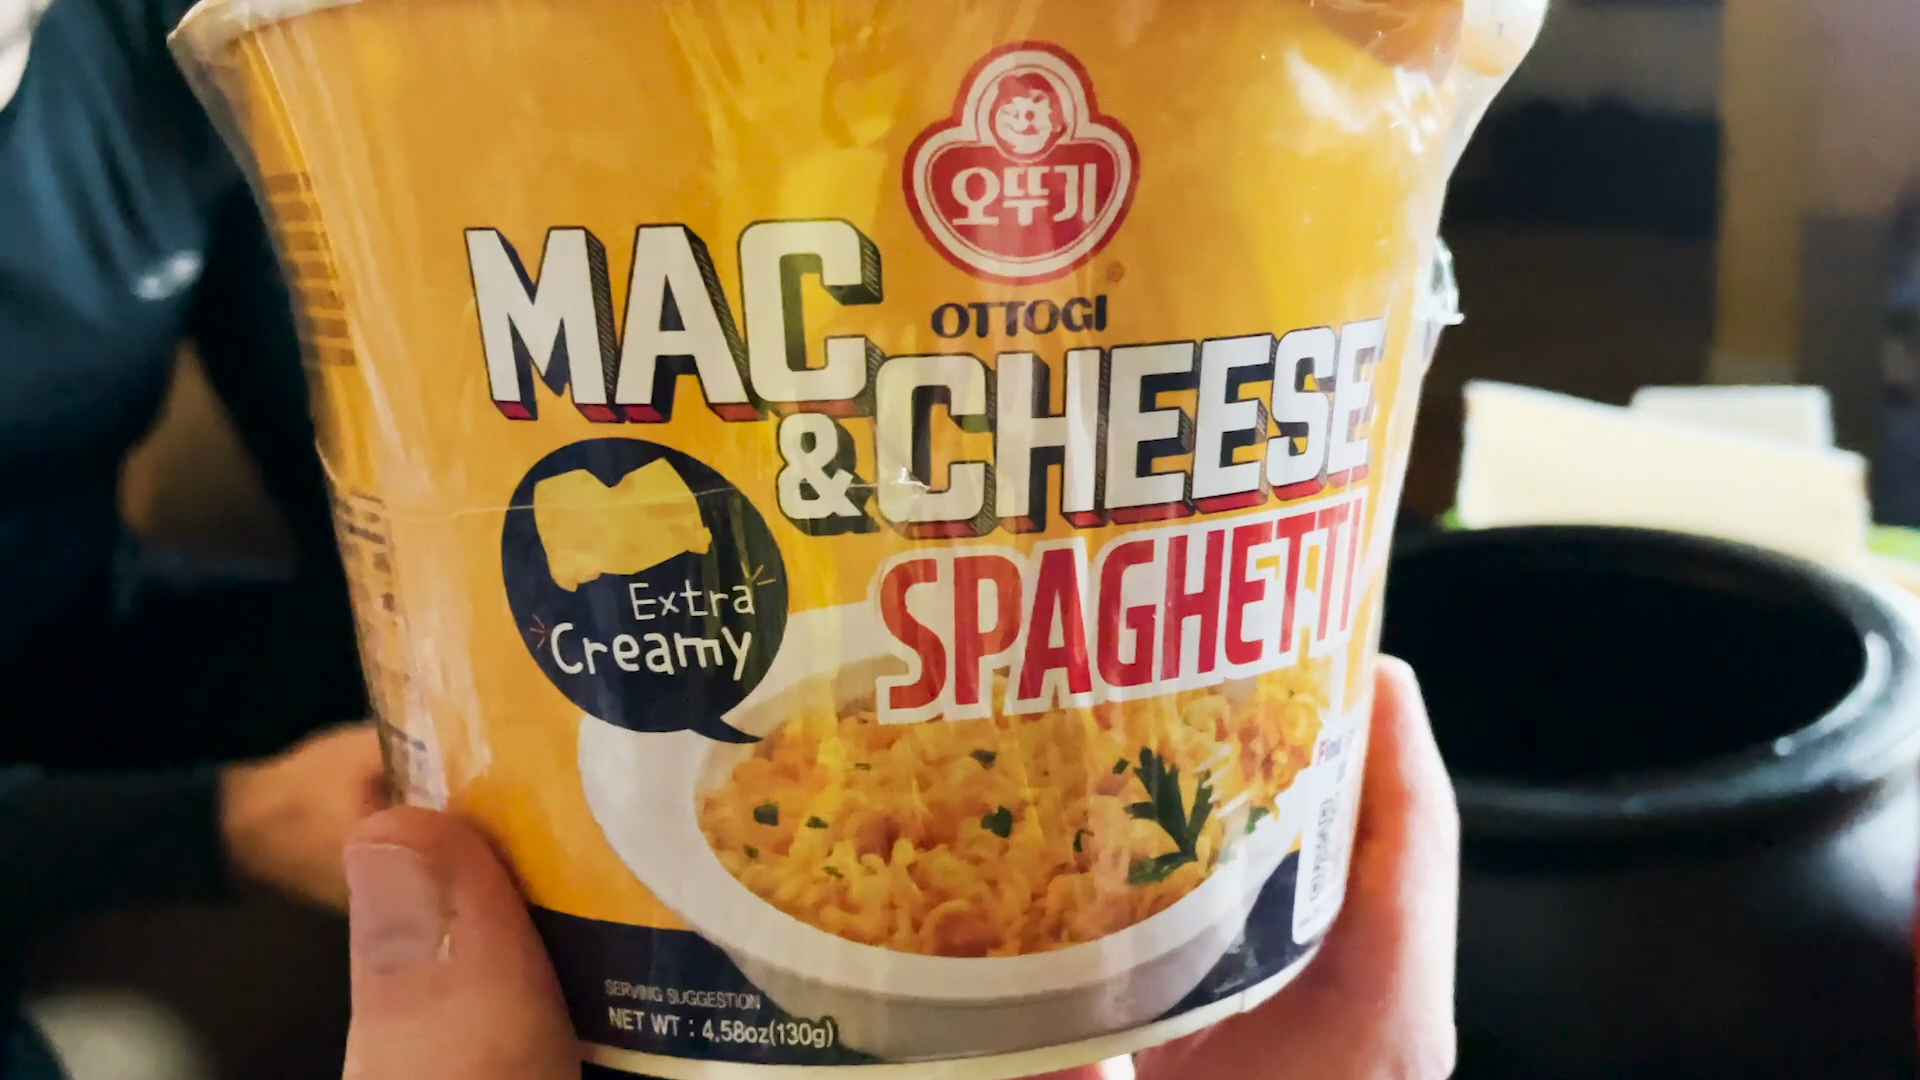 오뚜기
OTTOGI
MAC
& CHEESE
SPAGHETTI
Extra
Creamy
SERVING SUGGESTION
NET WT : 4.58oz(130g)